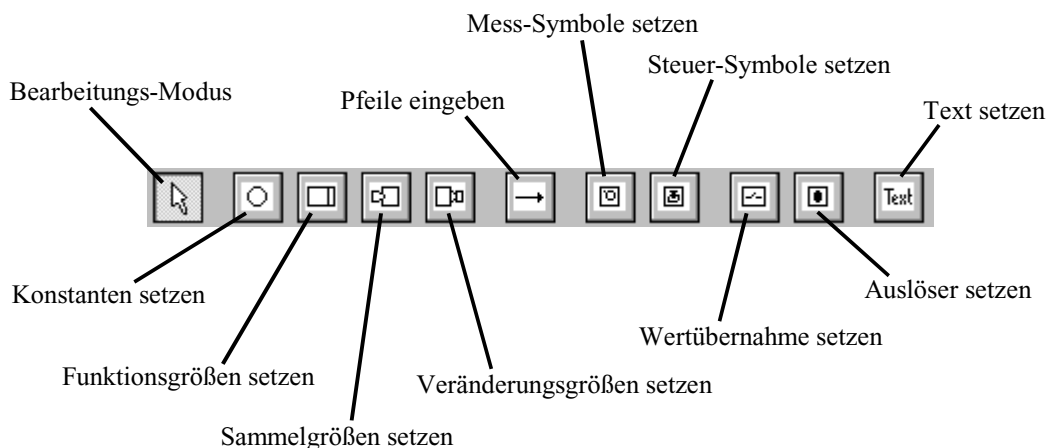 Mess-Symbole setzen
Steuer-Symbole setzen
Bearbeitungs-Modus
Pfeile eingeben
Text setzen
Text
Konstanten setzen
Auslöser setzen
Wertübernahme setzen
Funktionsgrößen setzen
Veränderungsgrößen setzen
Sammelgrößen setzen